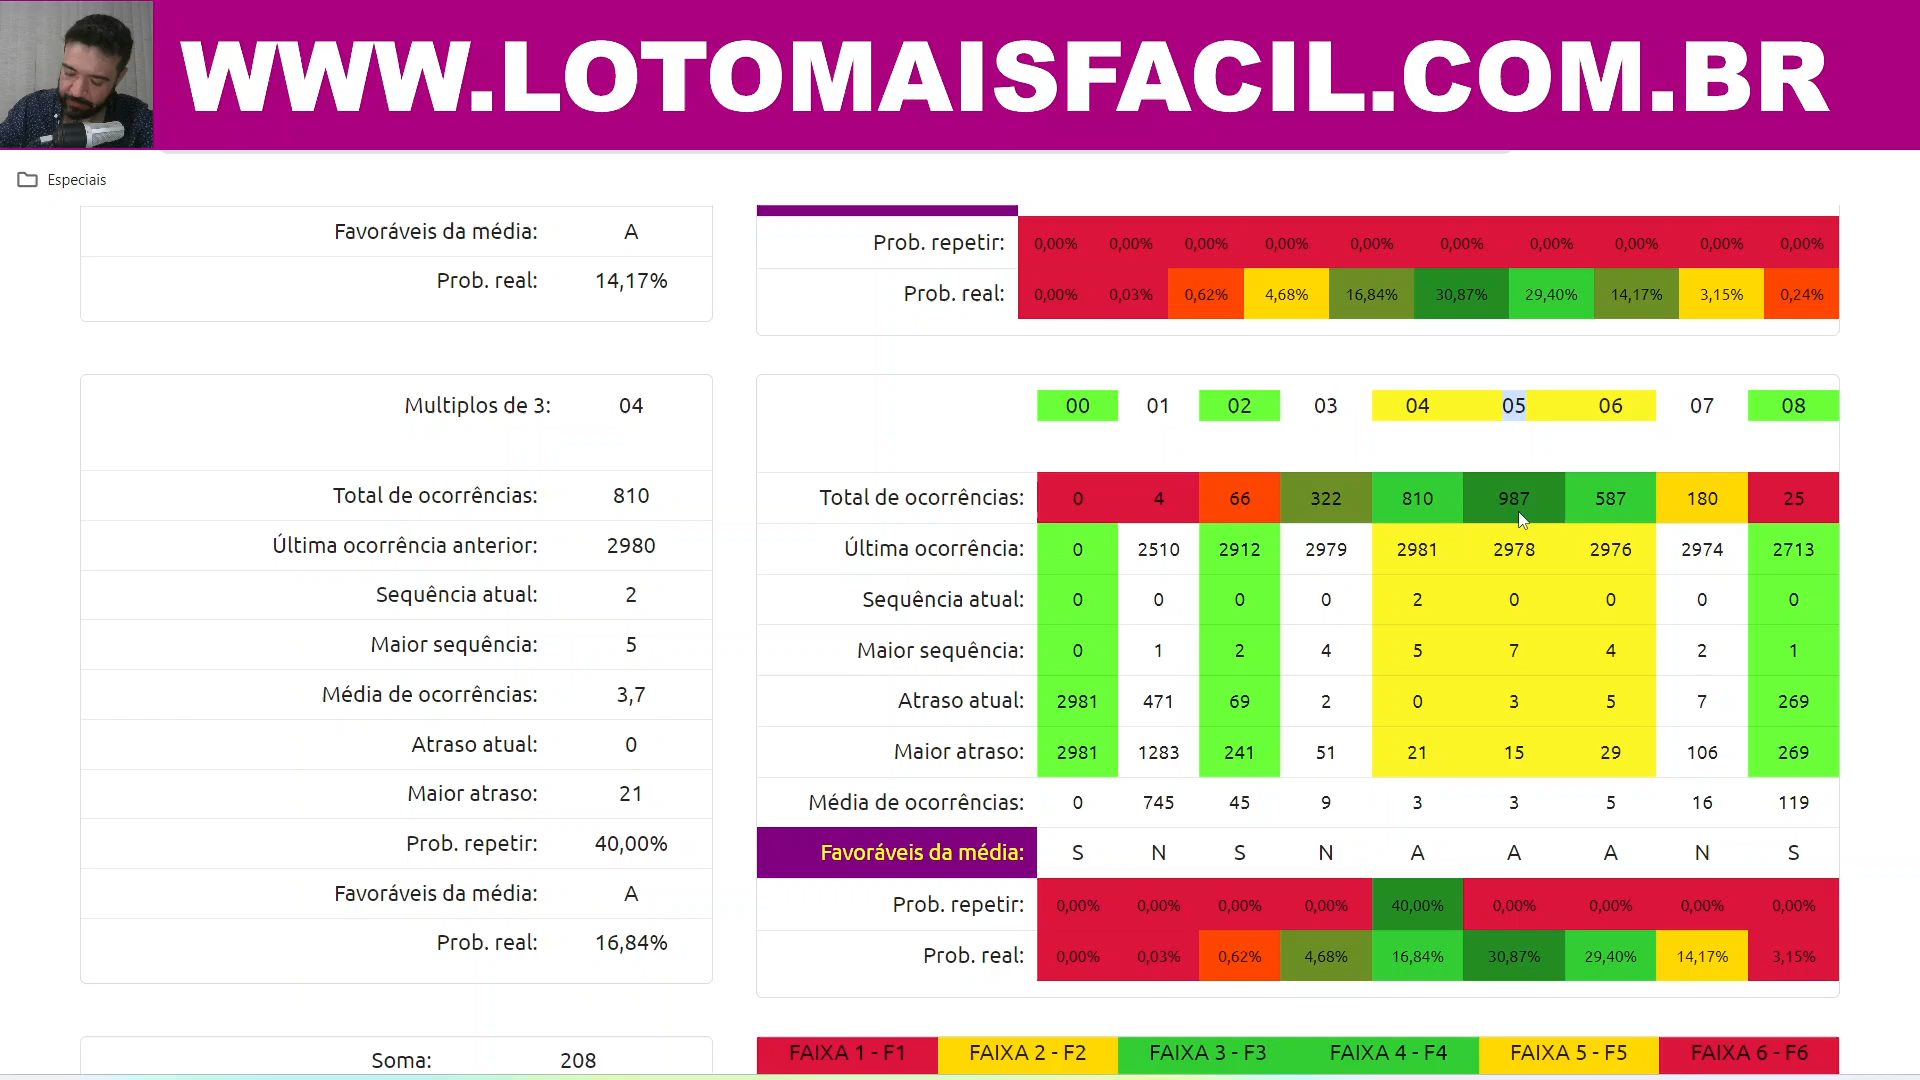 WWW.LOTOMAISFACIL.COM.BR
Especiais
Favoráveis da média: A
Prob. real: 14,17%
Prob. repetir: 0,00% 0,00% 0,00% 0,00% 0,00% 0,00% 0,00% 0,00% 0,00% 0,00%
Prob. real: 0,00% 0,03% 0,62% 4,68% 16,84% 30,87% 29,40% 14,17% 3,15% 0,24%
Multiplos de 3: 04
Total de ocorrências: 810
Última ocorrência anterior: 2980
Sequência atual: 2
Maior sequência: 5
Média de ocorrências: 3,7
Atraso atual: 0
Maior atraso: 21
Prob. repetir: 40,00%
Favoráveis da média: A
Prob. real: 16,84%
00 01 02 03 04 05 06 07 08
Total de ocorrências: 0 4 66 322 810 987 587 180 25
Última ocorrência: 0 2510 2912 2979 2981 2978 2976 2974 2713
Sequência atual: 0 0 0 0 2 0 0 0 0
Maior sequência: 0 1 2 4 5 7 4 2 1
Atraso atual: 2981 471 69 2 0 3 5 7 269
Maior atraso: 2981 1283 241 51 21 15 29 106 269
Média de ocorrências: 0 745 45 9 3 3 5 16 119
Favoráveis da média: S N S N A A A N S
Prob. repetir: 0,00% 0,00% 0,00% 0,00% 40,00% 0,00% 0,00% 0,00% 0,00%
Prob. real: 0,00% 0,03% 0,62% 4,68% 16,84% 30,87% 29,40% 14,17% 3,15%
Soma: 208
FAIXA 1 - F1 FAIXA 2 - F2 FAIXA 3 - F3 FAIXA 4 - F4 FAIXA 5 - F5 FAIXA 6 - F6